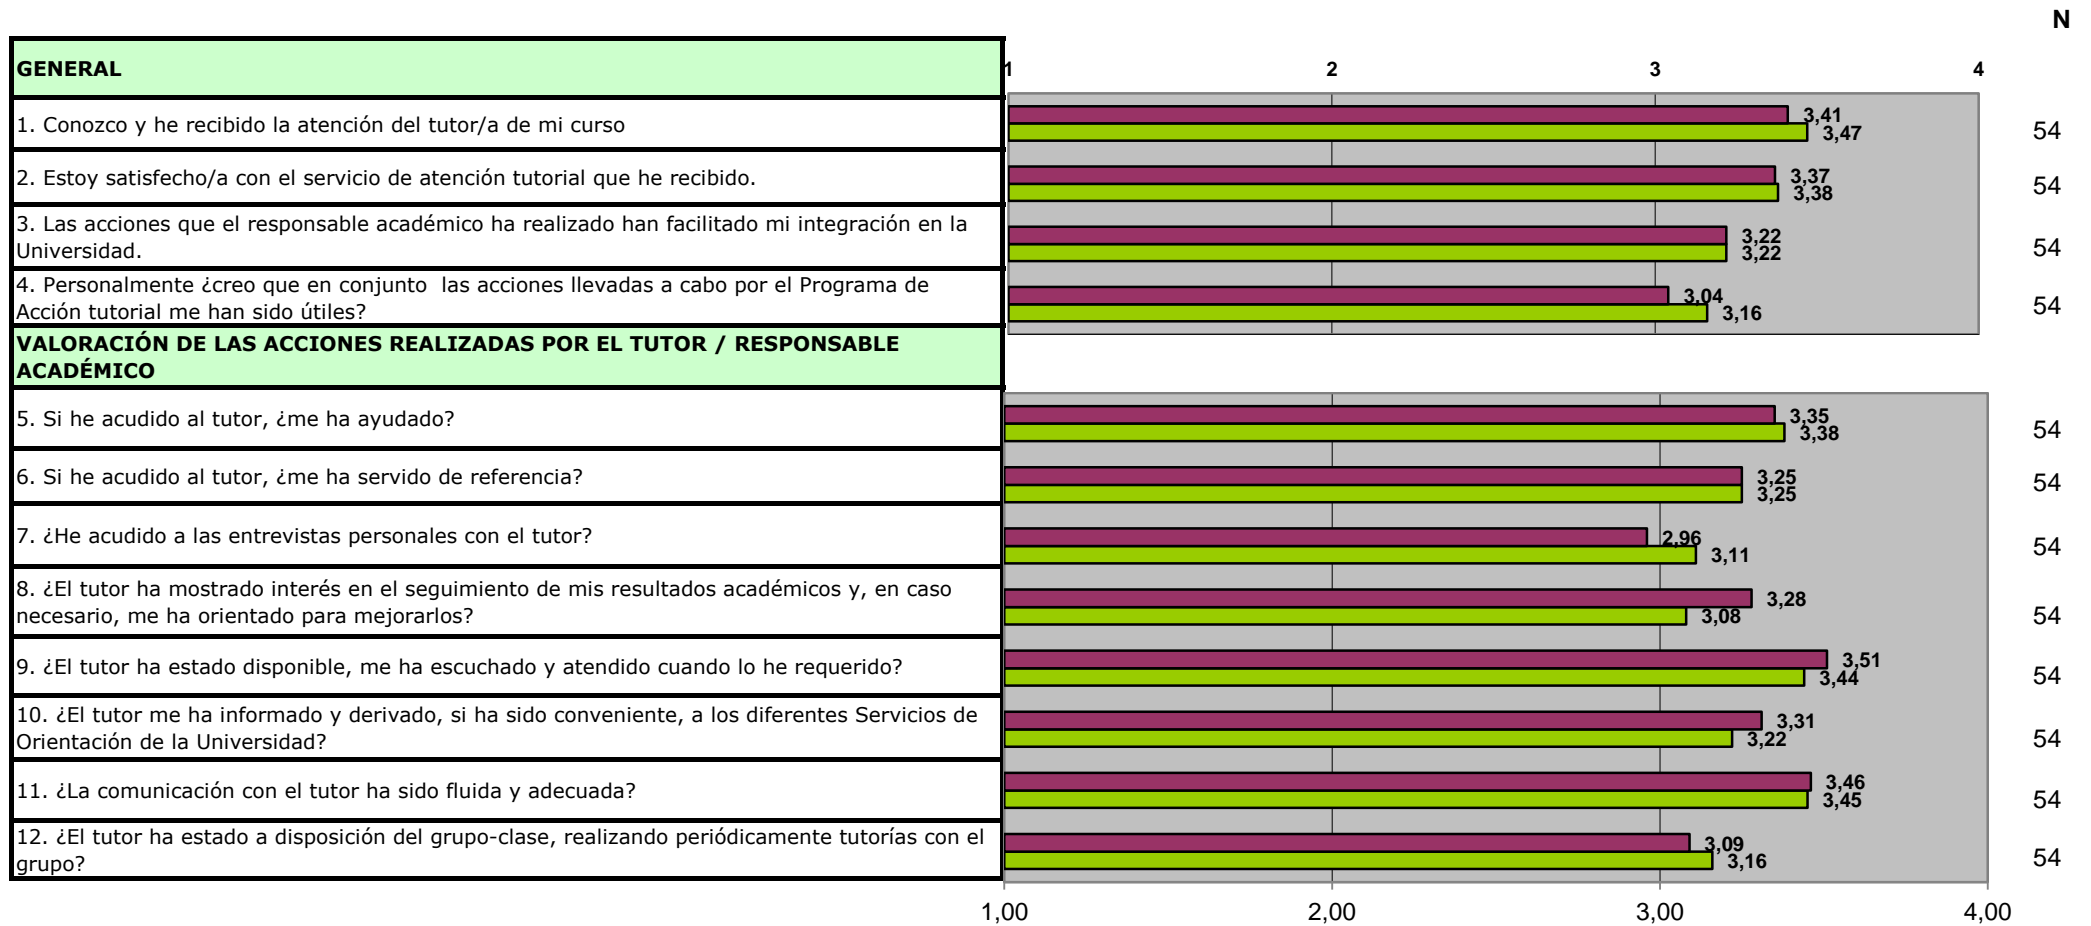 N
GENERAL
1 2 3 4
1. Conozco y he recibido la atención del tutor/a de mi curso
3,41
3,47
54
2. Estoy satisfecho/a con el servicio de atención tutorial que he recibido.
3,37
3,38
54
3. Las acciones que el responsable académico ha realizado han facilitado mi integración en la
Universidad.
3,22
3,22
54
4. Personalmente ¿creo que en conjunto  las acciones llevadas a cabo por el Programa de
Acción tutorial me han sido útiles?
3,04
3,16
54
VALORACIÓN DE LAS ACCIONES REALIZADAS POR EL TUTOR / RESPONSABLE
ACADÉMICO
5. Si he acudido al tutor, ¿me ha ayudado?
3,35
3,38
54
6. Si he acudido al tutor, ¿me ha servido de referencia?
3,25
3,25
54
7. ¿He acudido a las entrevistas personales con el tutor?
2,96
3,11
54
8. ¿El tutor ha mostrado interés en el seguimiento de mis resultados académicos y, en caso
necesario, me ha orientado para mejorarlos?
3,28
3,08
54
9. ¿El tutor ha estado disponible, me ha escuchado y atendido cuando lo he requerido?
3,51
3,44
54
10. ¿El tutor me ha informado y derivado, si ha sido conveniente, a los diferentes Servicios de
Orientación de la Universidad?
3,31
3,22
54
11. ¿La comunicación con el tutor ha sido fluida y adecuada?
3,46
3,45
54
12. ¿El tutor ha estado a disposición del grupo-clase, realizando periódicamente tutorías con el
grupo?
3,09
3,16
54
1,00 2,00 3,00 4,00